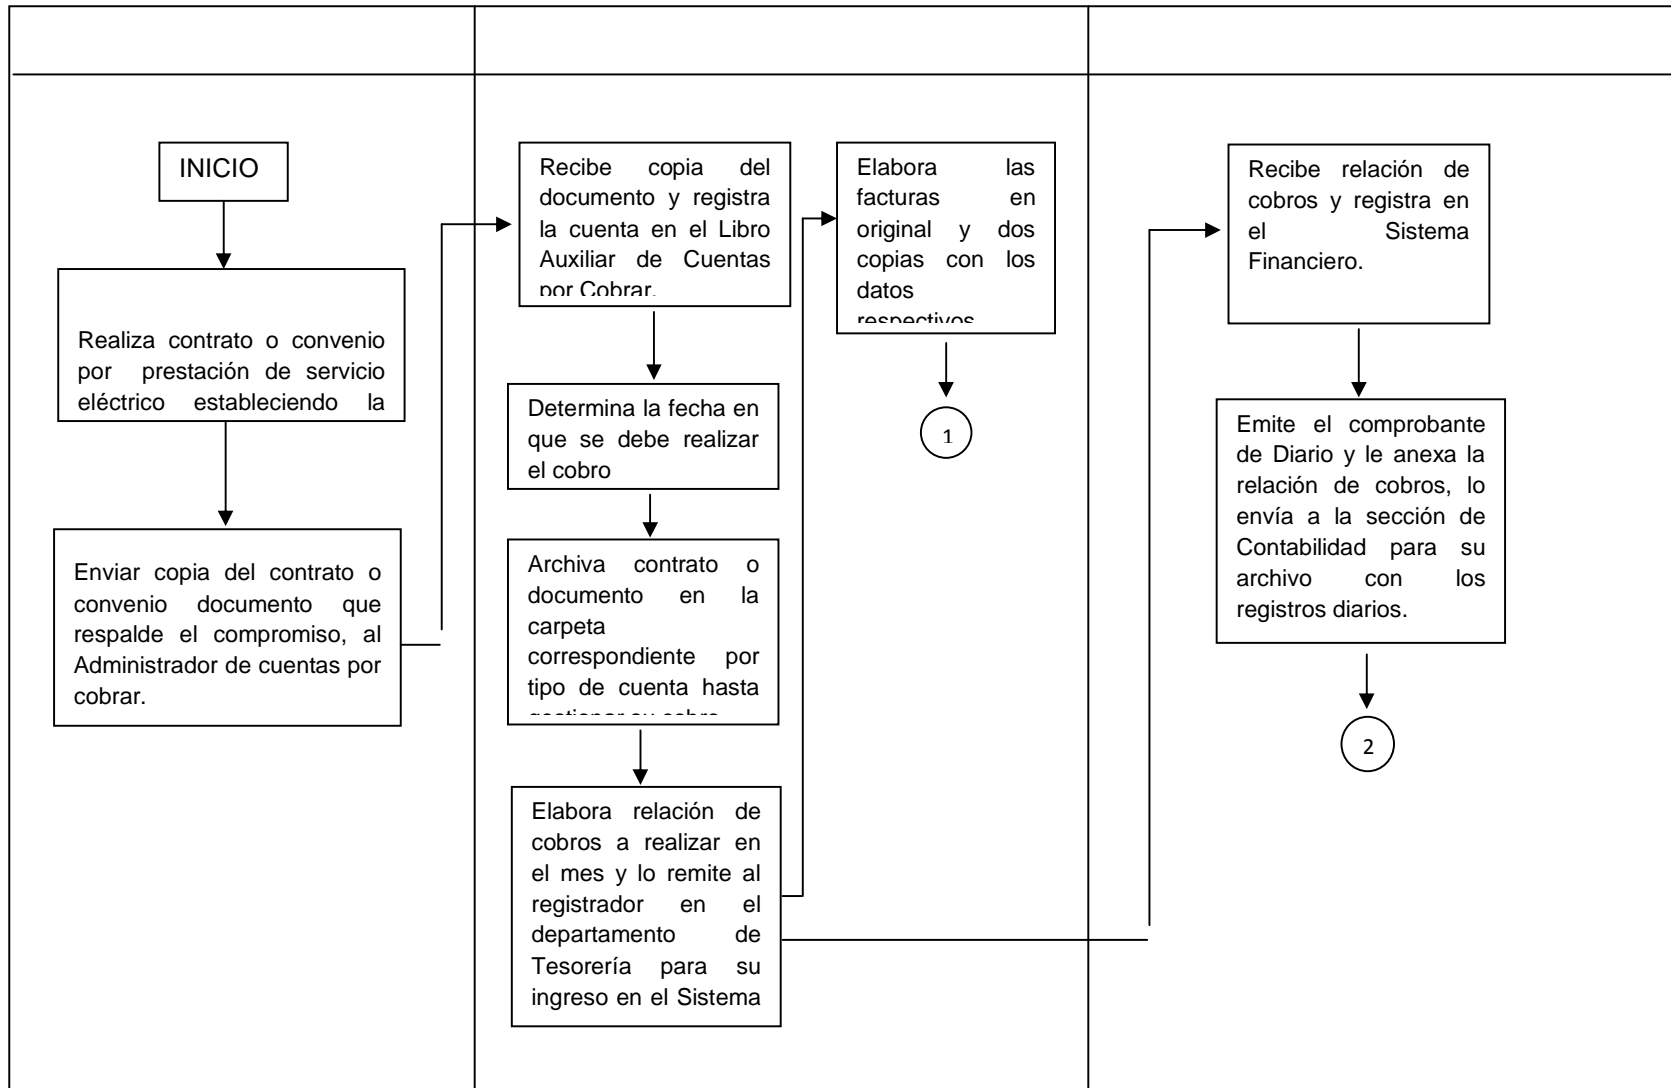 INICIO
Realiza contrato o convenio
por prestación de servicio
eléctrico estableciendo la
Enviar copia del contrato o
convenio documento que
respalde el compromiso, al
Administrador de cuentas por
cobrar.
Recibe copia del
documento y registra
la cuenta en el Libro
Auxiliar de Cuentas
por Cobrar.
Determina la fecha en
que se debe realizar
el cobro
Archiva contrato o
documento en la
carpeta
correspondiente por
tipo de cuenta hasta
gestionar su cobro
Elabora relación de
cobros a realizar en
el mes y lo remite al
registrador en el
departamento de
Tesorería para su
ingreso en el Sistema
Elabora las
facturas en
original y dos
copias con los
datos
respectivos
1
Recibe relación de
cobros y registra en
el Sistema
Financiero.
Emite el comprobante
de Diario y le anexa la
relación de cobros, lo
envía a la sección de
Contabilidad para su
archivo con los
registros diarios.
2